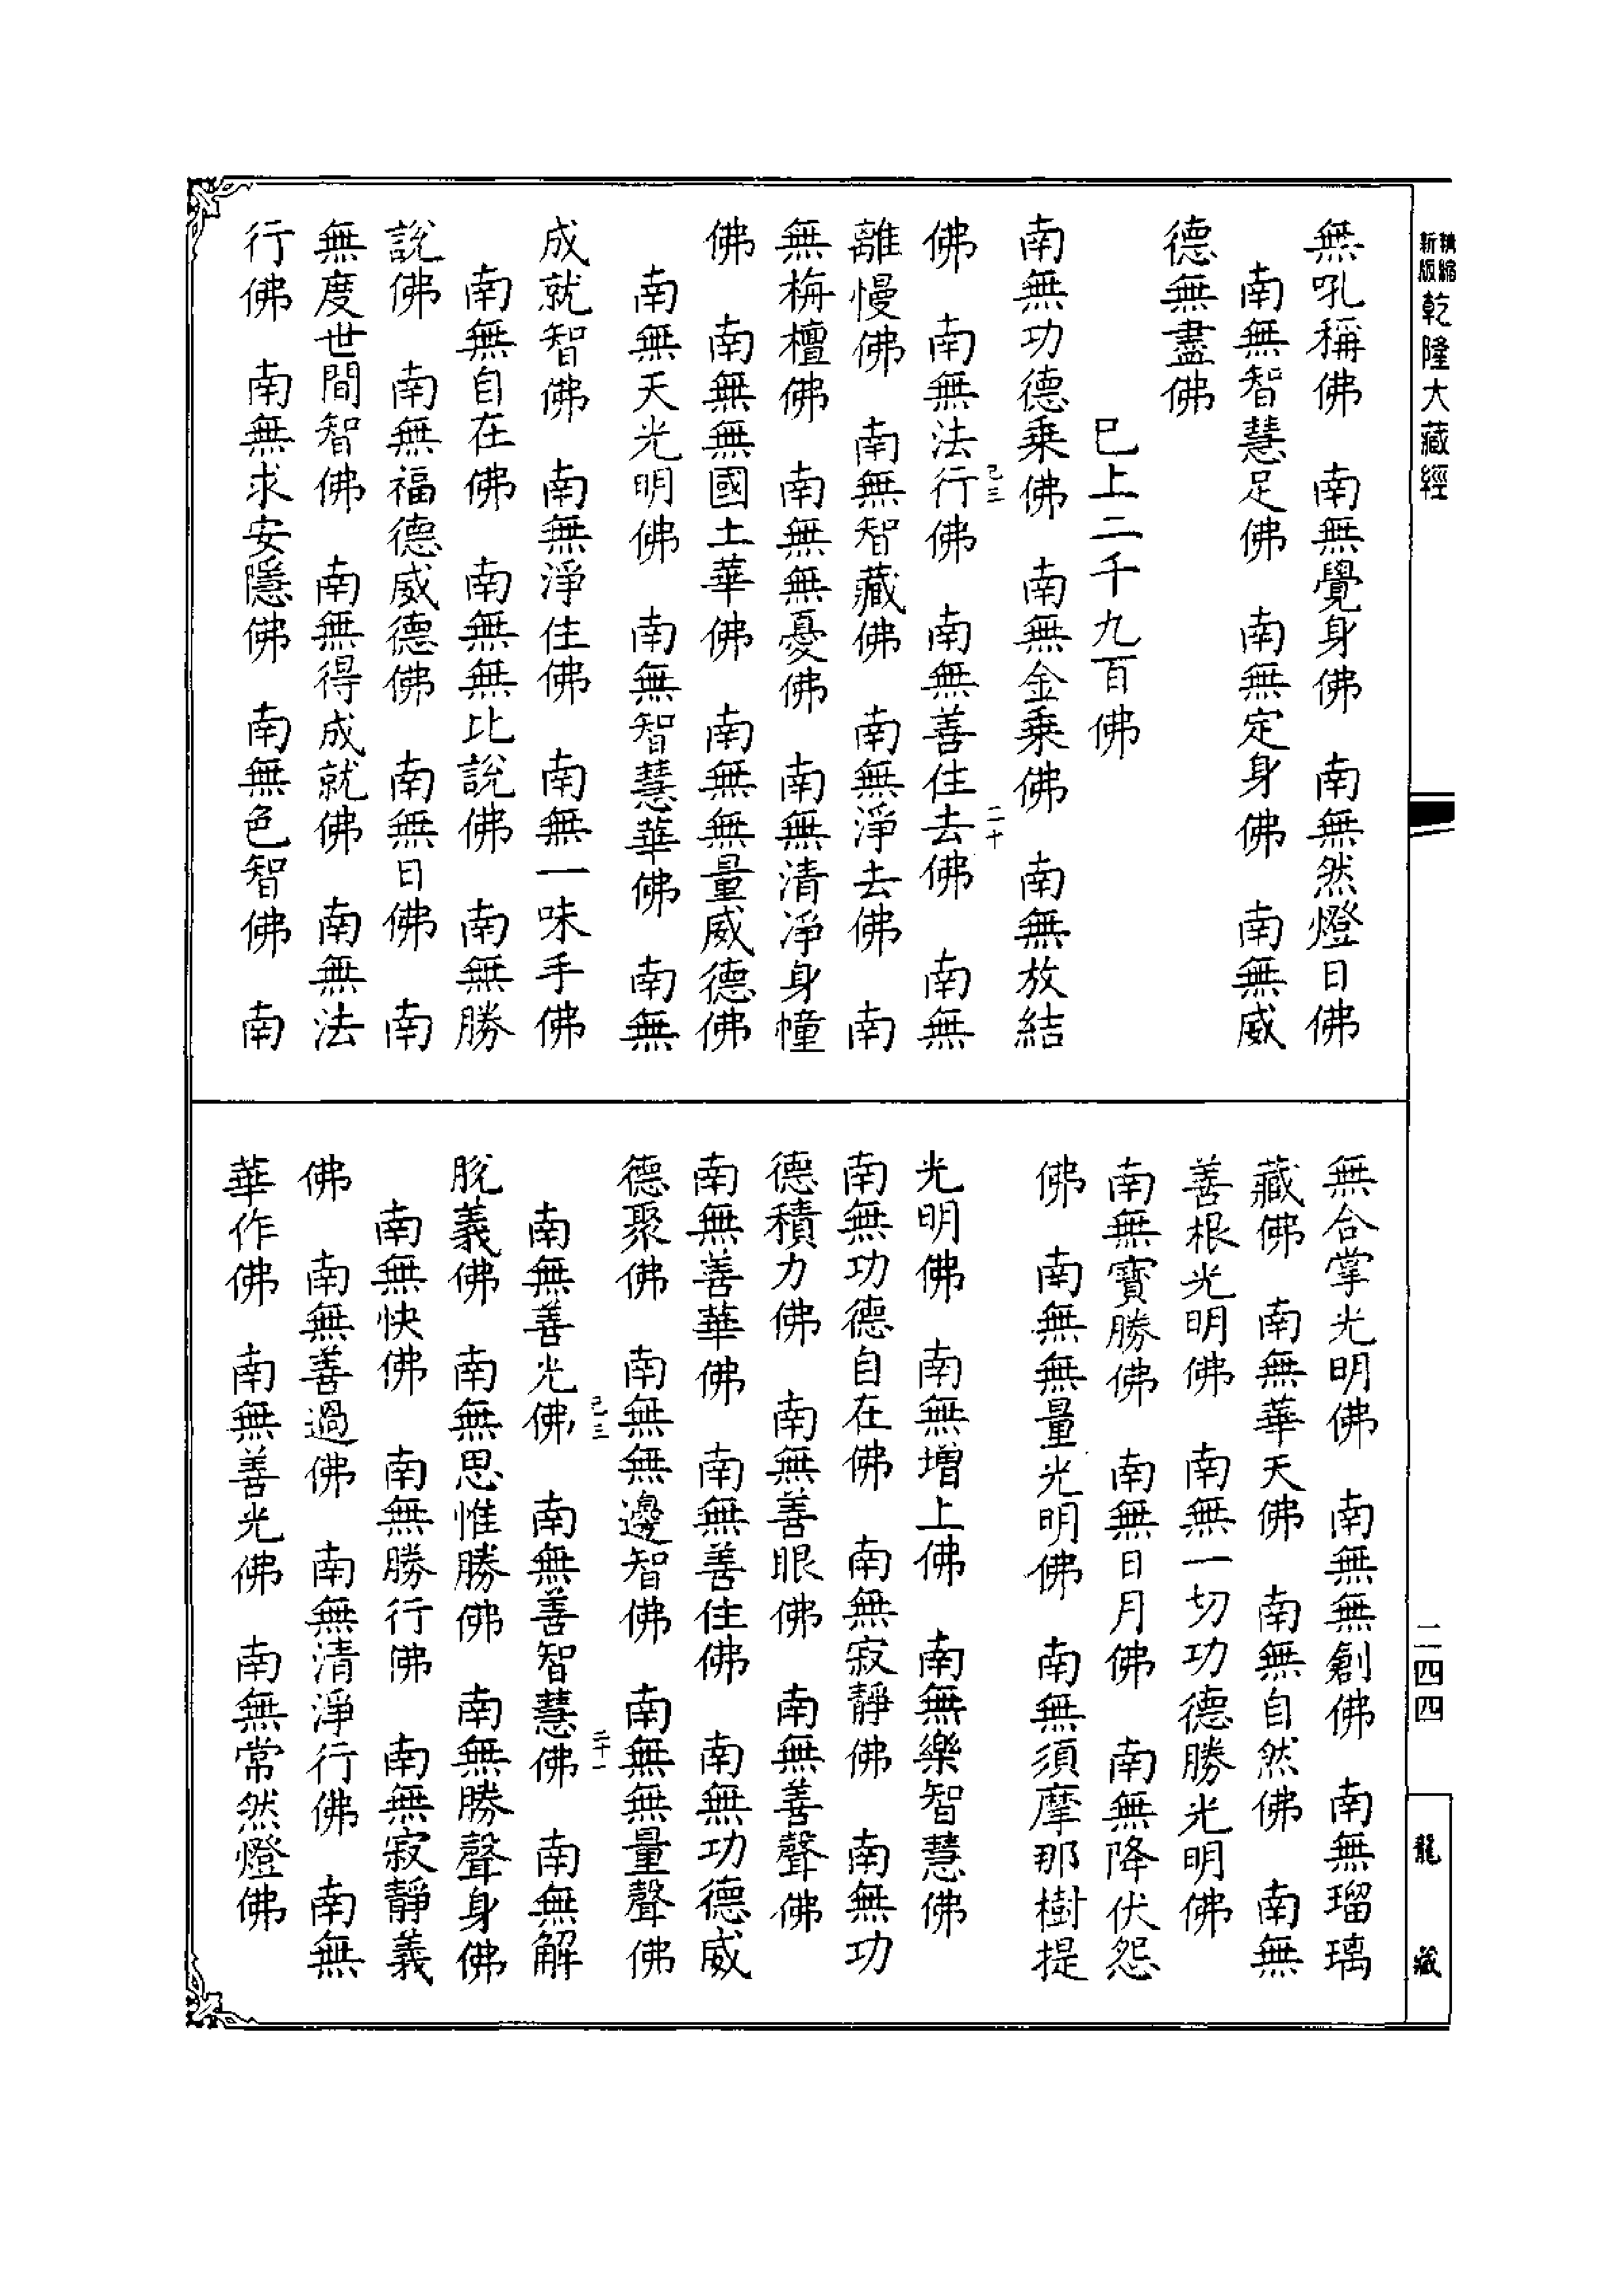 精縮新版 乾隆大藏經
無吼稱佛　南無覺身佛　南無然燈日佛
南無智慧足佛　南無定身佛　南無威
德無盡佛
巳上二千九百佛
南無功德乘佛　南無金乘佛　南無放結
巳三　二十
佛　南無法行佛　南無善住去佛　南無
離慢佛　南無智藏佛　南無淨去佛　南
無栴檀佛　南無無憂佛　南無清淨身幢
佛　南無無國土華佛　南無無量威德佛
南無天光明佛　南無智慧華佛　南無
成就智佛　南無淨住佛　南無一味手佛
南無自在佛　南無無比說佛　南無勝
說佛　南無福德威德佛　南無日佛　南
無度世間智佛　南無得成就佛　南無法
行佛　南無求安隱佛　南無色智佛　南
無合掌光明佛　南無無創佛　南無瑠璃
藏佛　南無華天佛　南無自然佛　南無
善根光明佛　南無一切功德勝光明佛
南無寶勝佛　南無日月佛　南無降伏怨
佛　南無無量光明佛　南無須摩那樹提
光明佛　南無增上佛　南無樂智慧佛
南無功德自在佛　南無寂靜佛　南無功
德積力佛　南無善眼佛　南無善聲佛
南無善華佛　南無善住佛　南無功德威
德聚佛　南無無邊智佛　南無無量聲佛
巳三　二十一
南無善光佛　南無善智慧佛　南無解
脫義佛　南無思惟勝佛　南無勝聲身佛
南無快佛　南無勝行佛　南無寂靜義
佛　南無善過佛　南無清淨行佛　南無
華作佛　南無善光佛　南無常然燈佛
二四四
龍藏